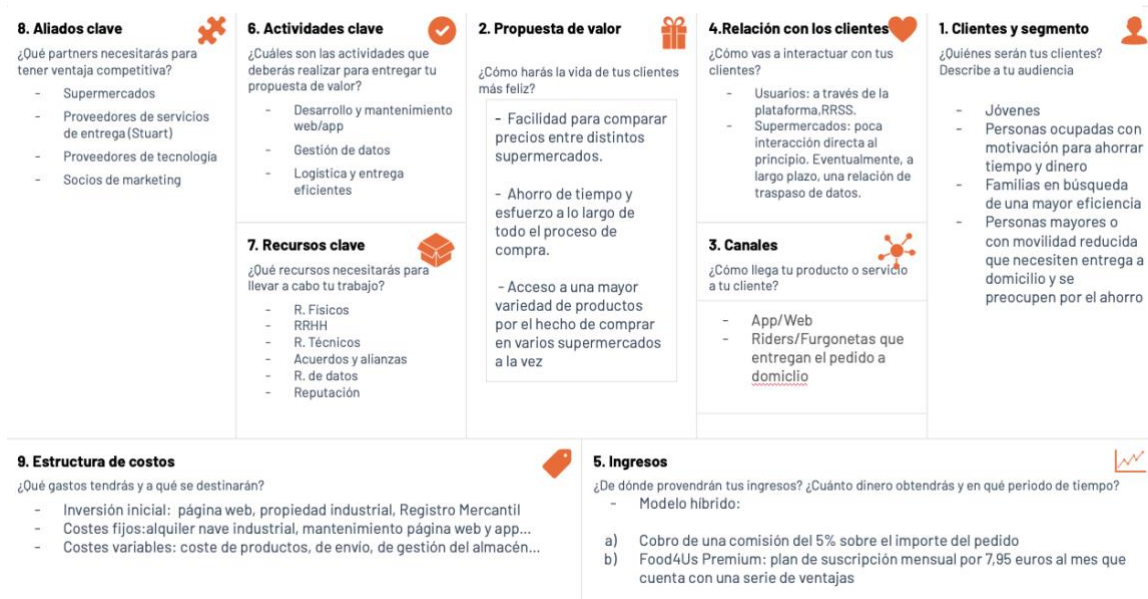 8. Aliados clave
¿Qué partners necesitarás para
tener ventaja competitiva?
- Supermercados
- Proveedores de servicios
de entrega (Stuart)
- Proveedores de tecnología
- Socios de marketing
6. Actividades clave
¿Cuáles son las actividades que
deberás realizar para entregar tu
propuesta de valor?
- Desarrollo y mantenimiento
web/app
- Gestión de datos
- Logística y entrega
eficientes
7. Recursos clave
¿Qué recursos necesitarás para
llevar a cabo tu trabajo?
- R. Físicos
- RRHH
- R. Técnicos
- Acuerdos y alianzas
- R. de datos
- Reputación
2. Propuesta de valor
¿Cómo harás la vida de tus clientes
más feliz?
- Facilidad para comparar
precios entre distintos
supermercados.
- Ahorro de tiempo y
esfuerzo a lo largo de
todo el proceso de
compra.
- Acceso a una mayor
variedad de productos
por el hecho de comprar
en varios supermercados
a la vez
4.Relación con los clientes
¿Cómo vas a interactuar con tus
clientes?
- Usuarios: a través de la
plataforma,RRSS.
- Supermercados: poca
interacción directa al
principio. Eventualmente, a
largo plazo, una relación de
traspaso de datos.
3. Canales
¿Cómo llega tu producto o servicio
a tu cliente?
- App/Web
- Riders/Furgonetas que
entregan el pedido a
domiclio
1. Clientes y segmento
¿Quiénes serán tus clientes?
Describe a tu audiencia
- Jóvenes
- Personas ocupadas con
motivación para ahorrar
tiempo y dinero
- Familias en búsqueda
de una mayor eficiencia
- Personas mayores o
con movilidad reducida
que necesiten entrega a
domicilio y se
preocupen por el ahorro
9. Estructura de costos
¿Qué gastos tendrás y a qué se destinarán?
- Inversión inicial: página web, propiedad industrial, Registro Mercantil
- Costes fijos:alquiler nave industrial, mantenimiento página web y app...
- Costes variables: coste de productos, de envío, de gestión del almacén...
5. Ingresos
¿De dónde provendrán tus ingresos? ¿Cuánto dinero obtendrás y en qué periodo de tiempo?
- Modelo híbrido:
a) Cobro de una comisión del 5% sobre el importe del pedido
b) Food4Us Premium: plan de suscripción mensual por 7,95 euros al mes que
cuenta con una serie de ventajas